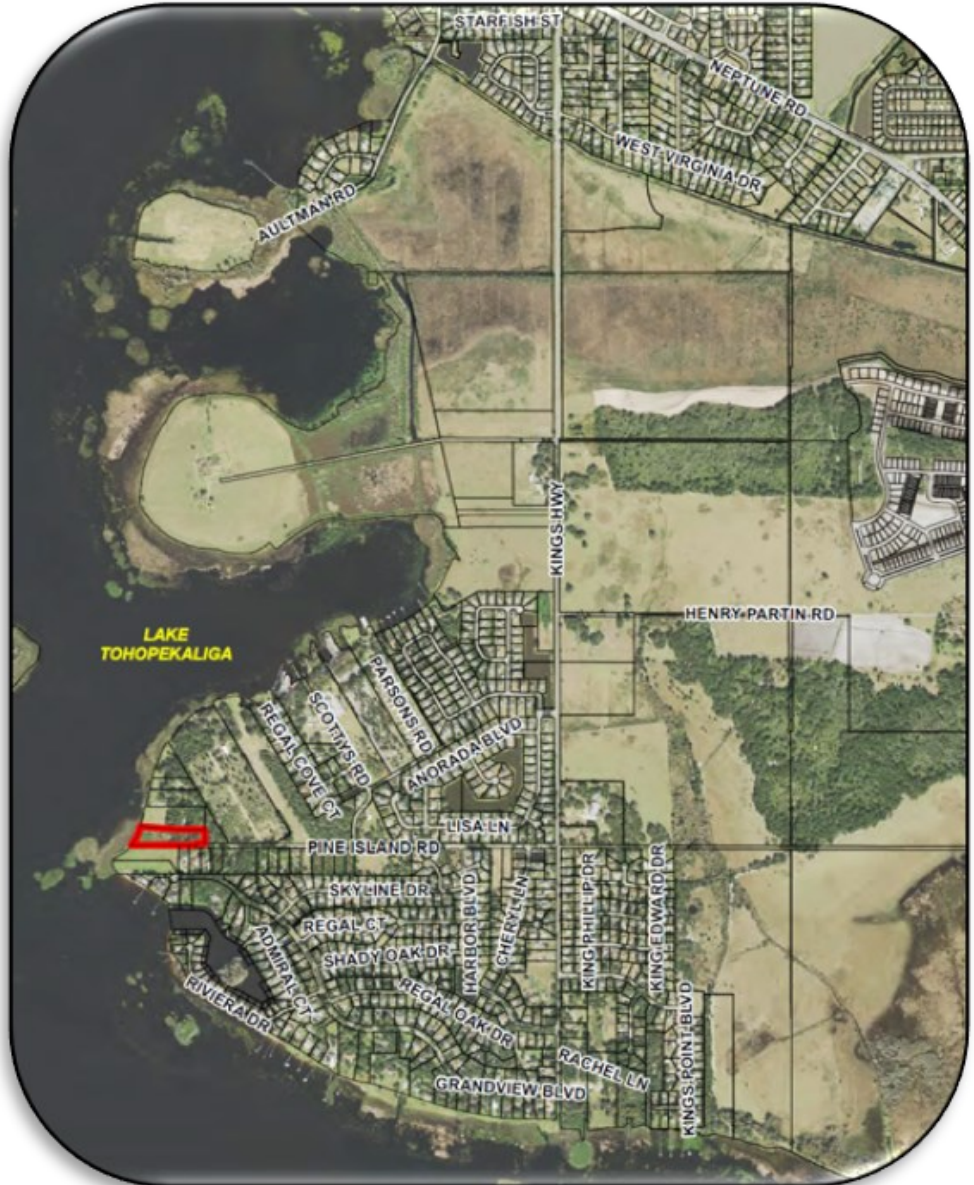 STARFISH ST
NEPTUNE RD
WEST VIRGINIA DR
AULTMAN RD
KINGS HWY
HENRY PARTIN RD
LAKE
TOHOPEKALIGA
PARSONS RD
SCOTTYS RD
REGAL COVE CT
ANORADA BLVD
LISA LN
PINE ISLAND RD
SKYLINE DR
HARBOR BLVD
CHERYL LN
KING PHILLIP DR
KING EDWARD DR
REGAL CT
SHADY OAK DR
ADMIRAL CT
RIVIERA DR
REGAL OAK DR
RACHEL LN
KINGS POINT BLVD
GRANDVIEW BLVD